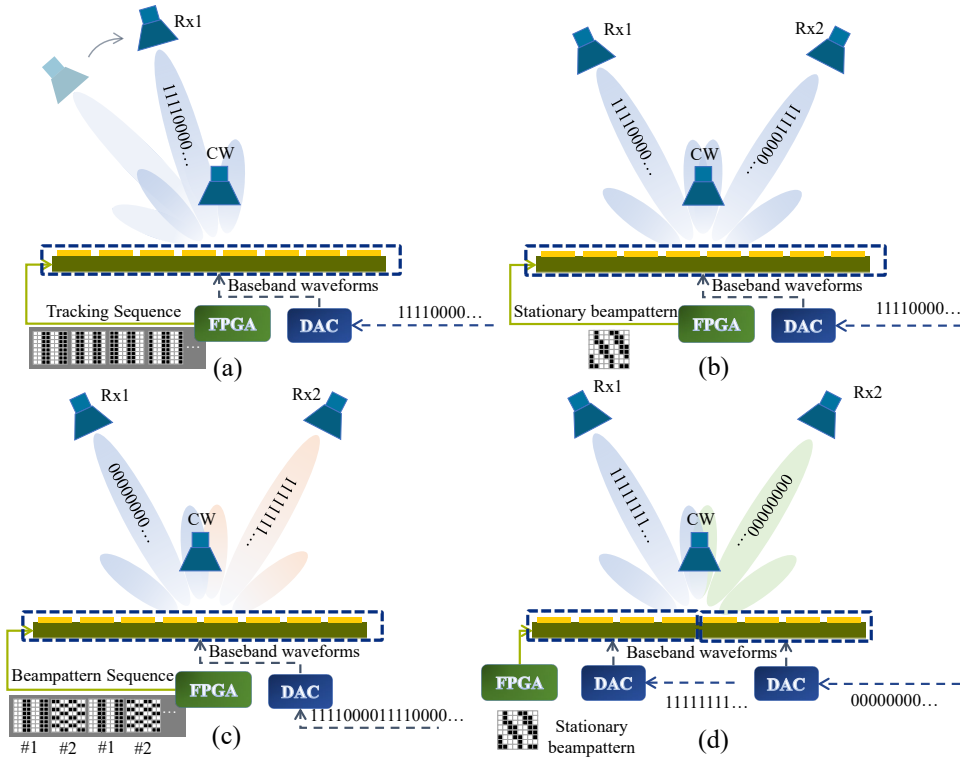 Rx1
11110000…
CW
Baseband waveforms
Tracking Sequence
FPGA
DAC
11110000…
…
(a)
Rx1
Rx2
11110000…
11110000…
CW
Baseband waveforms
Stationary beampattern
FPGA
DAC
11110000…
(b)
Rx1
Rx2
00000000…
11111111…
CW
Baseband waveforms
Beampattern Sequence
FPGA
DAC
…
1111000011110000…
#1 #2 #1 #2
(c)
Rx1
Rx2
11111111…
00000000…
CW
Baseband waveforms
FPGA
DAC
DAC
11111111…
00000000…
Stationary
beampattern
(d)